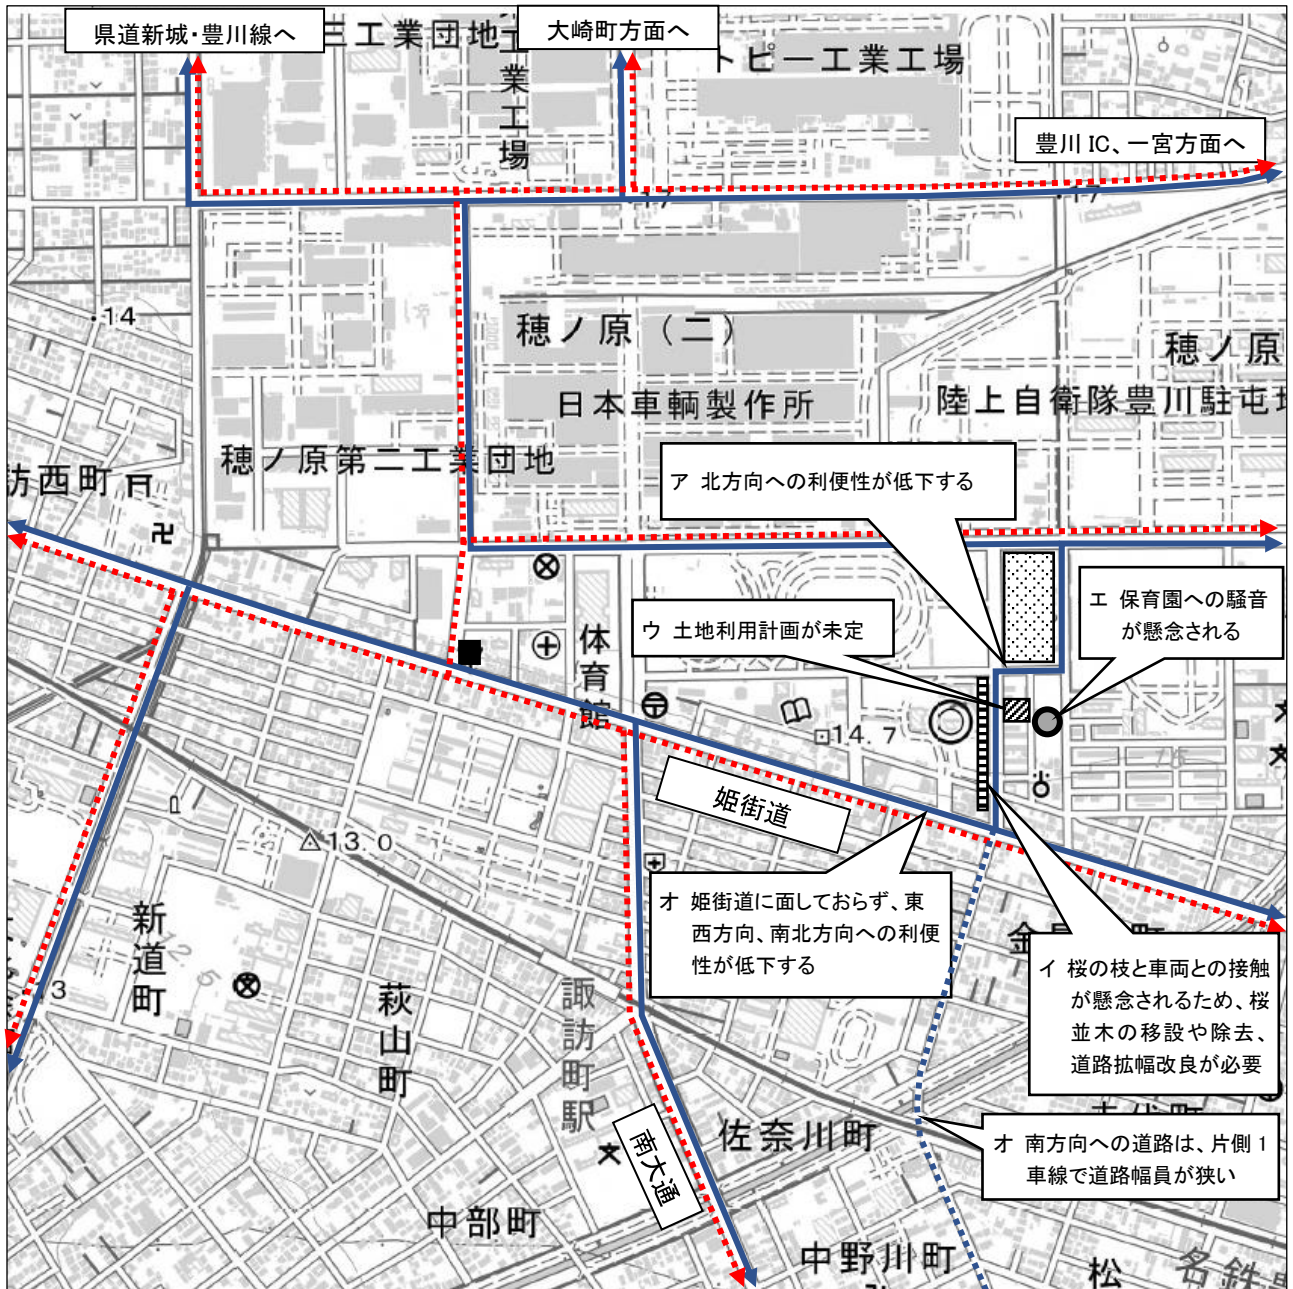 県道新城・豊川線へ
三工業団地
工業工場
大崎町方面へ
トピー工業工場
豊川 IC、一宮方面へ
17
17
14
穂ノ原（二）
穂ノ原
日本車輌製作所
陸上自衛隊豊川駐屯地
穂ノ原第二工業団地
訪西町
ア 北方向への利便性が低下する
ウ 土地利用計画が未定
エ 保育園への騒音
が懸念される
体育館
14.7
姫街道
13.0
オ 姫街道に面しておらず、東
西方向、南北方向への利便
性が低下する
イ 桜の枝と車両との接触
が懸念されるため、桜
並木の移設や除去、
道路拡幅改良が必要
新道町
萩山町
諏訪町駅
南大通
佐奈川町
オ 南方向への道路は、片側 1
車線で道路幅員が狭い
中部町
中野川町
松
名鉄